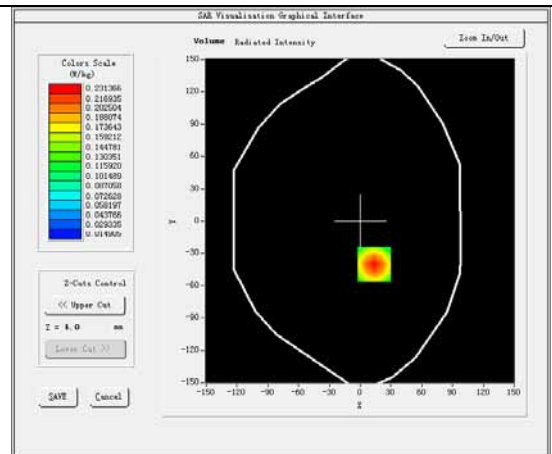 SAR Visualisation Graphical Interface
Volume Radiated Intensity
Zoom In/Out
Colors Scale
(W/kg)
0.231366
0.216935
0.202504
0.188074
0.173643
0.159212
0.144781
0.130351
0.115920
0.101489
0.087058
0.072628
0.058197
0.043766
0.029335
0.014905
150
120
90
60
30
0
-30
-60
-90
-120
-150
Y
-150 -120 -90 -60 -30 0 30 60 90 120 150
X
Z-Cuts Control
<< Upper Cut
Z = 4.0 mm
Lower Cut >>
SAVE Cancel